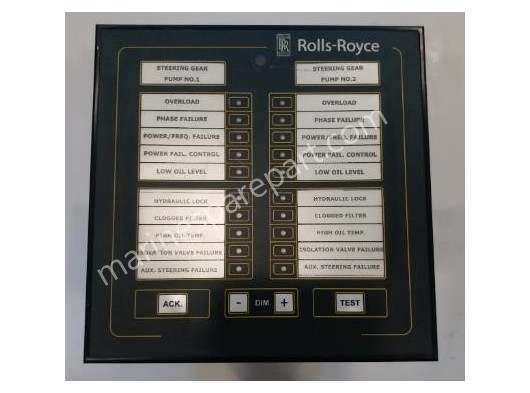 Rolls-Royce
STEERING GEAR
PUMP NO.1
STEERING GEAR
PUMP NO.2
OVERLOAD
OVERLOAD
PHASE FAILURE
PHASE FAILURE
POWER/FREQ. FAILURE
POWER/FREQ. FAILURE
POWER FAIL. CONTROL
POWER FAIL. CONTROL
LOW OIL LEVEL
LOW OIL LEVEL
HYDRAULIC LOCK
HYDRAULIC LOCK
CLOGGED FILTER
CLOGGED FILTER
HIGH OIL TEMP.
HIGH OIL TEMP.
ISOLATION VALVE FAILURE
ISOLATION VALVE FAILURE
AUX. STEERING FAILURE
AUX. STEERING FAILURE
ACK.
- DIM. +
TEST